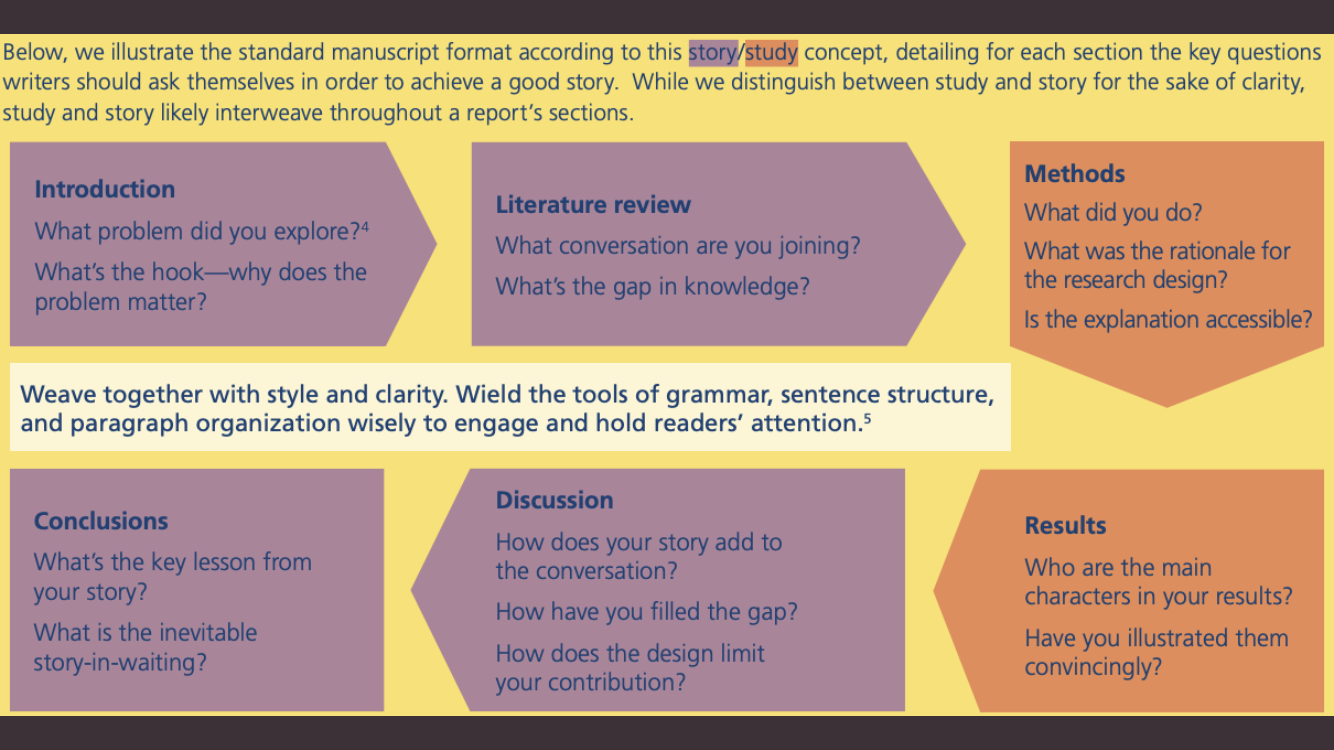 Below, we illustrate the standard manuscript format according to this story/study concept, detailing for each section the key questions
writers should ask themselves in order to achieve a good story.  While we distinguish between study and story for the sake of clarity,
study and story likely interweave throughout a report's sections.
Introduction
What problem did you explore?⁴
What's the hook—why does the
problem matter?
Literature review
What conversation are you joining?
What's the gap in knowledge?
Methods
What did you do?
What was the rationale for
the research design?
Is the explanation accessible?
Weave together with style and clarity. Wield the tools of grammar, sentence structure,
and paragraph organization wisely to engage and hold readers' attention.⁵
Conclusions
What's the key lesson from
your story?
What is the inevitable
story-in-waiting?
Discussion
How does your story add to
the conversation?
How have you filled the gap?
How does the design limit
your contribution?
Results
Who are the main
characters in your results?
Have you illustrated them
convincingly?